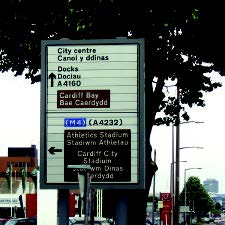 City centre
Canol y ddinas
Docks
Dociau
A4160
Cardiff Bay
Bae Caerdydd
(M4) (A4232)
Athletics Stadium
Stadiwm Athletau
Cardiff City
Stadium
Stadiwm Dinas
Caerdydd